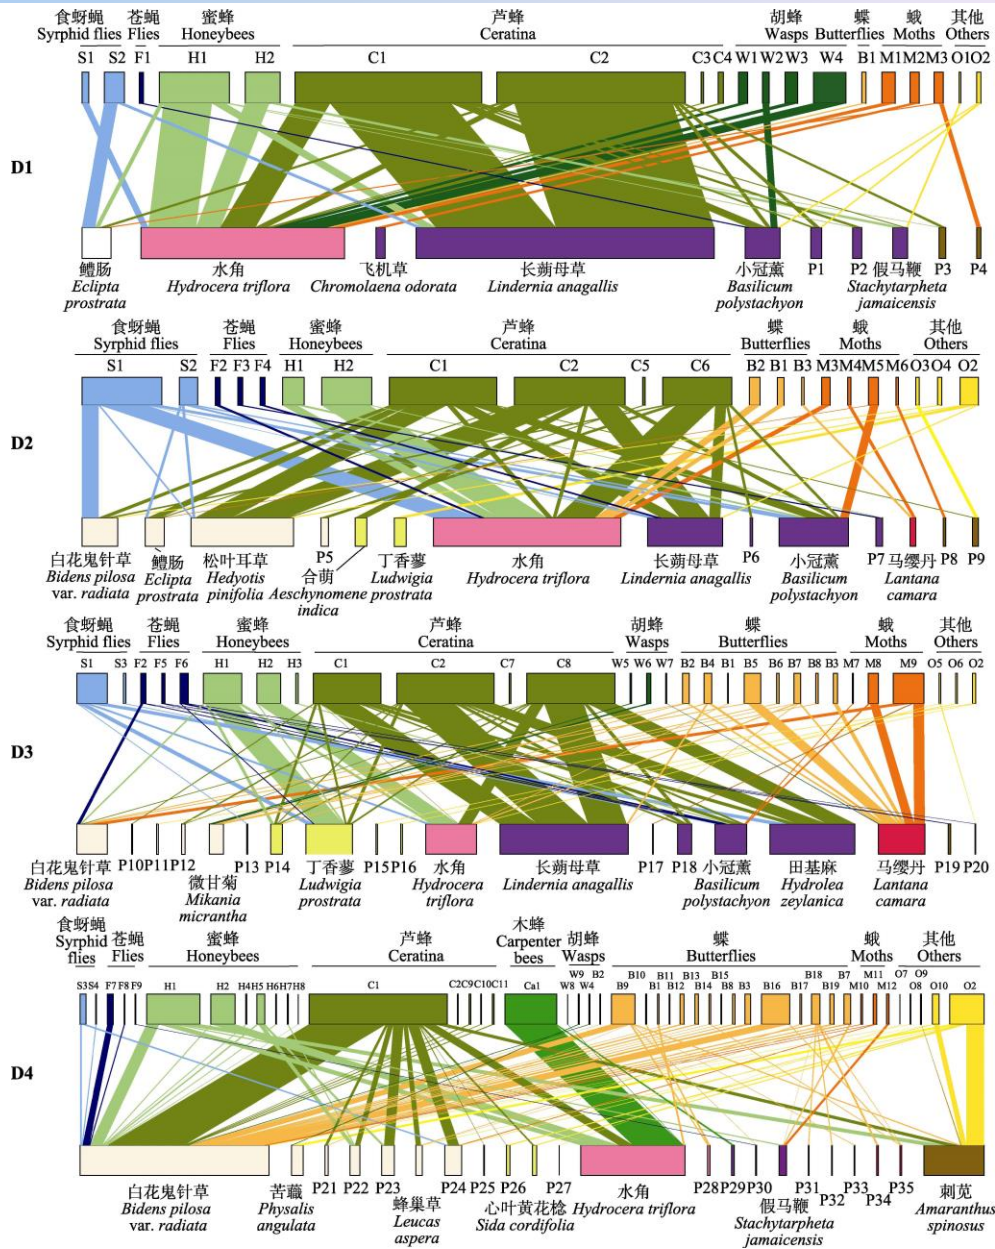 食蚜蝇 苍蝇 蜜蜂 芦蜂 胡蜂 蝶 蛾 其他
Syrphid flies Flies Honeybees Ceratina Wasps Butterflies Moths Others
S1 S2 F1 H1 H2 C1 C2 C3 C4 W1 W2 W3 W4 B1 M1 M2 M3 O1 O2
D1
鳢肠 水角 飞机草 长蒴母草 小冠薰 P1 P2 假马鞭 P3 P4
Eclipta Hydrocera triflora Chromolaena odorata Lindernia anagallis Basilicum Stachytarpheta
prostrata polystachyon jamaicensis
食蚜蝇 苍蝇 蜜蜂 芦蜂 蝶 蛾 其他
Syrphid flies Flies Honeybees Ceratina Butterflies Moths Others
S1 S2 F2 F3 F4 H1 H2 C1 C2 C5 C6 B2 B1 B3 M3 M4 M5 M6 O3 O4 O2
D2
白花鬼针草 鳢肠 松叶耳草 P5 合萌 丁香蓼 水角 长蒴母草 P6 小冠薰 P7 马缨丹 P8 P9
Bidens pilosa Eclipta Hedyotis Aeschynomene Ludwigia Hydrocera triflora Lindernia anagallis Basilicum Lantana
var. radiata prostrata pinifolia indica prostrata polystachyon camara
食蚜蝇 苍蝇 蜜蜂 芦蜂 胡蜂 蝶 蛾 其他
Syrphid flies Flies Honeybees Ceratina Wasps Butterflies Moths Others
S1 S3 F2 F5 F6 H1 H2 H3 C1 C2 C7 C8 W5 W6 W7 B2 B4 B1 B5 B6 B7 B8 B3 M7 M8 M9 O5 O6 O2
D3
白花鬼针草 P10 P11 P12 微甘菊 P13 P14 丁香蓼 P15 P16 水角 长蒴母草 P17 P18 小冠薰 田基麻 马缨丹 P19 P20
Bidens pilosa Mikania Ludwigia Hydrocera Lindernia anagallis Basilicum Hydrolea Lantana
var. radiata micrantha prostrata triflora polystachyon zeylanica camara
食蚜蝇 苍蝇 蜜蜂 芦蜂 木蜂 胡蜂 蝶 蛾 其他
Syrphid flies Flies Honeybees Ceratina Carpenter bees Wasps Butterflies Moths Others
S3 S4 F7 F8 F9 H1 H2 H4 H5 H6 H7 H8 C1 C2 C9 C10 C11 Ca1 W8 W9 W4 B2 B9 B10 B1 B11 B12 B13 B14 B15 B8 B3 B16 B17 B18 B19 B7 M10 M11 M12 O7 O8 O9 O10 O2
D4
白花鬼针草 苦蘵 P21 P22 P23 蜂巢草 P24 P25 P26 心叶黄花棯 P27 水角 P28 P29 P30 假马鞭 P31 P32 P33 P34 P35 刺苋
Bidens pilosa Physalis Leucas Sida cordifolia Hydrocera triflora Stachytarpheta Amaranthus
var. radiata angulata aspera jamaicensis spinosus